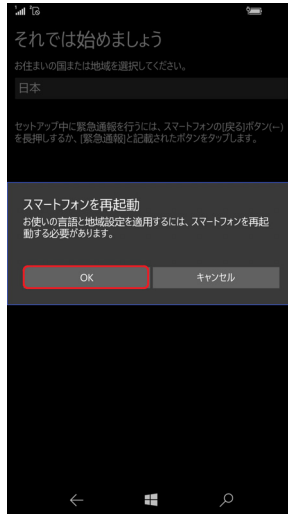 それでは始めましょう
お住まいの国または地域を選択してください。
日本
セットアップ中に緊急通報を行うには、スマートフォンの[戻る]ボタン(←)
を長押しするか、[緊急通報]と記載されたボタンをタップします。
スマートフォンを再起動
お使いの言語と地域設定を適用するには、スマートフォンを再起
動する必要があります。
OK
キャンセル